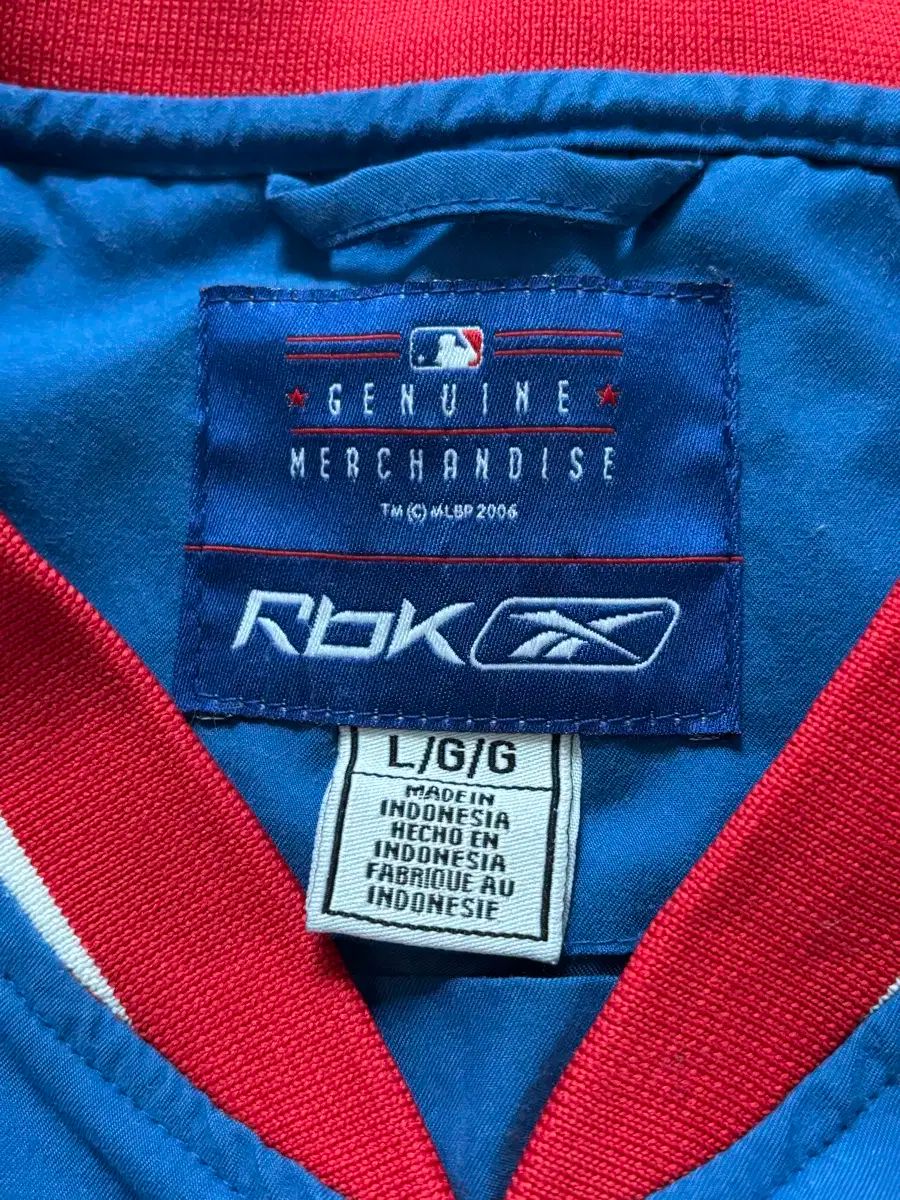 GENUINE
MERCHANDISE
TM (C) MLBP 2006
Rbk
L/G/G
MADE IN
INDONESIA
HECHO EN
INDONESIA
FABRIQUE AU
INDONESIE